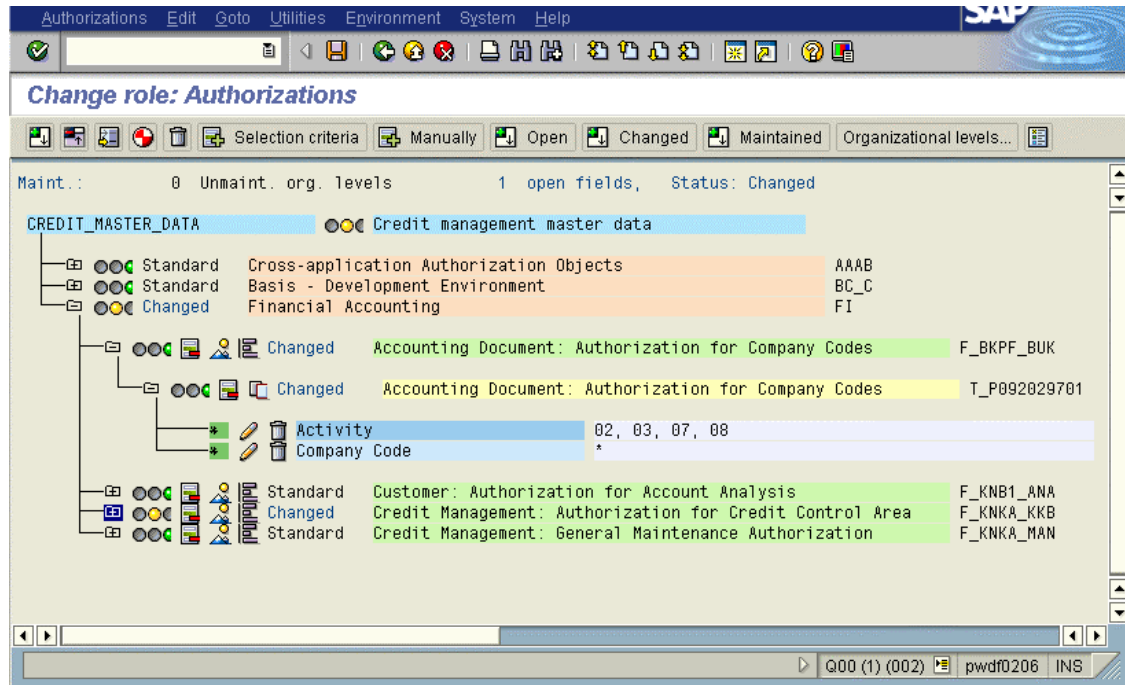 Authorizations Edit Goto Utilities Environment System Help
SAP
Change role: Authorizations
Selection criteria Manually Open Changed Maintained Organizational levels...
Maint.: 0 Unmaint. org. levels 1 open fields, Status: Changed
CREDIT_MASTER_DATA Credit management master data
Standard Cross-application Authorization Objects AAAB
Standard Basis - Development Environment BC_C
Changed Financial Accounting FI
Changed Accounting Document: Authorization for Company Codes F_BKPF_BUK
Changed Accounting Document: Authorization for Company Codes T_P092029701
* Activity 02, 03, 07, 08
* Company Code *
Standard Customer: Authorization for Account Analysis F_KNB1_ANA
Changed Credit Management: Authorization for Credit Control Area F_KNKA_KKB
Standard Credit Management: General Maintenance Authorization F_KNKA_MAN
Q00 (1) (002) pwdf0206 INS